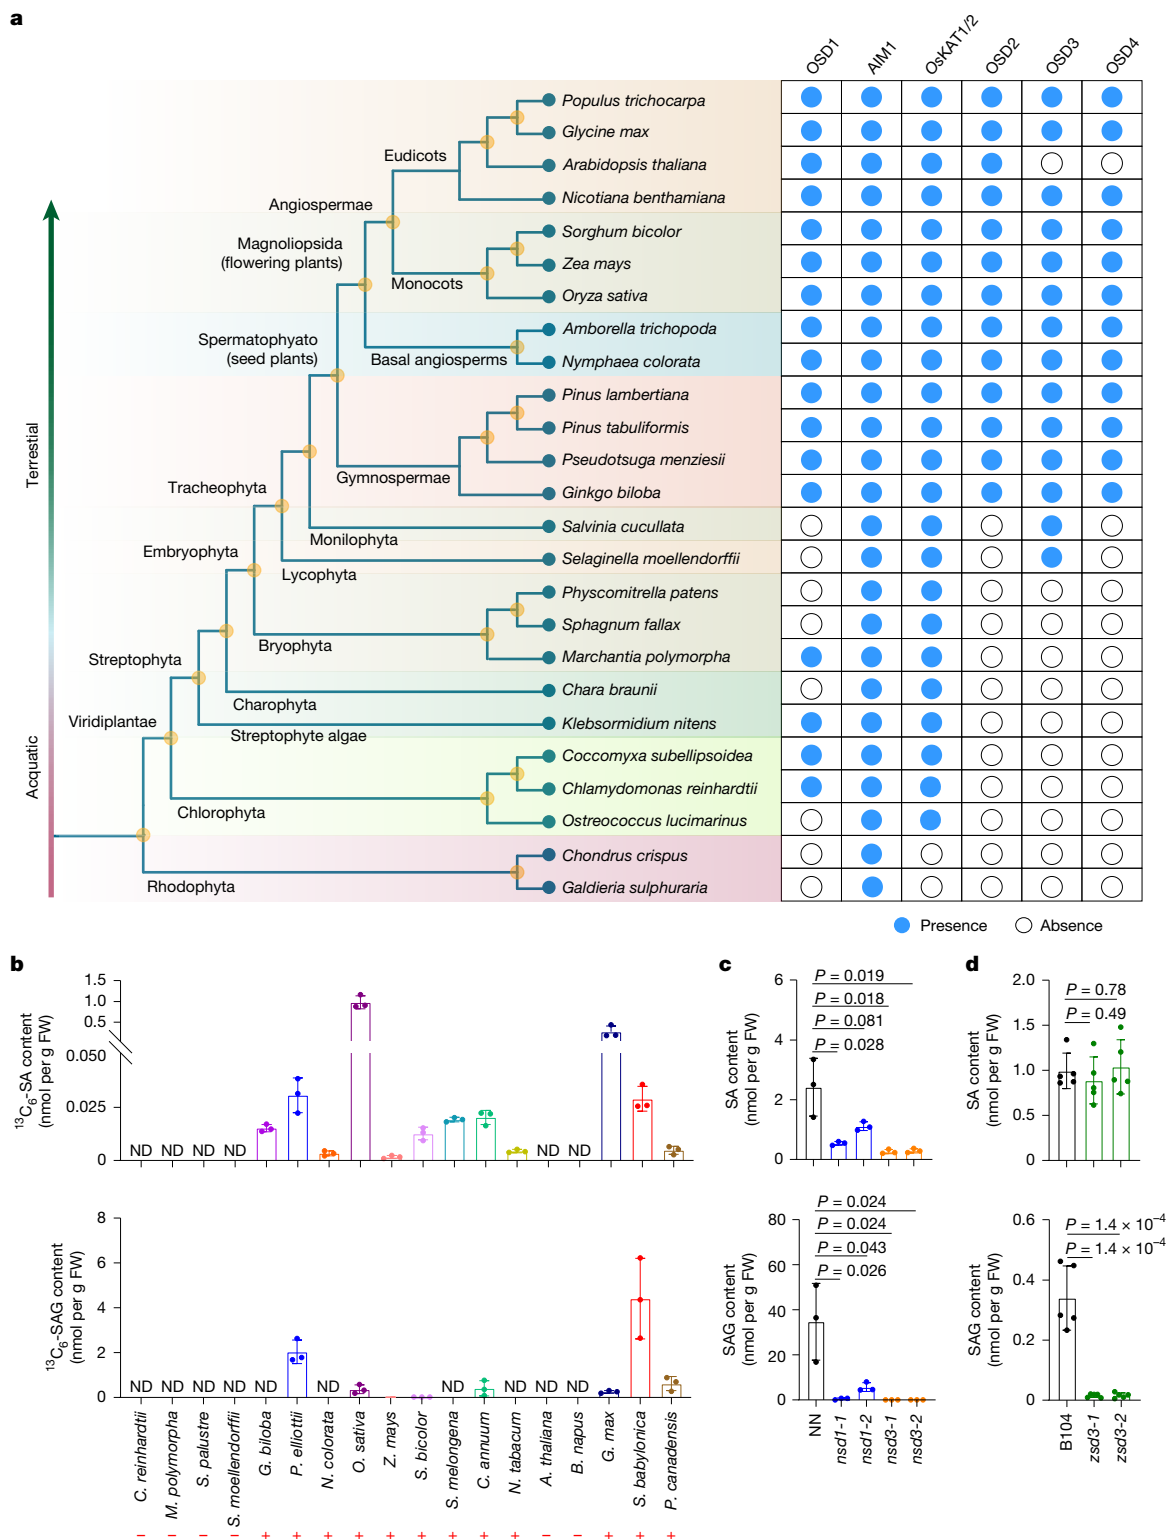 a
OSD1
AIM1
OsKAT1/2
OSD2
OSD3
OSD4
Populus trichocarpa
Glycine max
Eudicots
Arabidopsis thaliana
Nicotiana benthamiana
Angiospermae
Sorghum bicolor
Magnoliopsida
(flowering plants)
Zea mays
Monocots
Oryza sativa
Amborella trichopoda
Spermatophyato
(seed plants)
Basal angiosperms
Nymphaea colorata
Pinus lambertiana
Pinus tabuliformis
Pseudotsuga menziesii
Gymnospermae
Ginkgo biloba
Tracheophyta
Salvinia cucullata
Monilophyta
Embryophyta
Selaginella moellendorffii
Lycophyta
Physcomitrella patens
Sphagnum fallax
Bryophyta
Marchantia polymorpha
Streptophyta
Chara braunii
Charophyta
Viridiplantae
Klebsormidium nitens
Streptophyte algae
Coccomyxa subellipsoidea
Chlamydomonas reinhardtii
Chlorophyta
Ostreococcus lucimarinus
Chondrus crispus
Rhodophyta
Galdieria sulphuraria
Terrestial
Acquatic
Presence
Absence
b
13C6-SA content
(nmol per g FW)
1.5
1.0
0.5
0.050
0.025
0
ND ND ND ND ND ND
13C6-SAG content
(nmol per g FW)
8
6
4
2
0
ND ND ND ND ND ND ND ND ND ND
C. reinhardtii
M. polymorpha
S. palustre
S. moellendorffii
G. biloba
P. elliottii
N. colorata
O. sativa
Z. mays
S. bicolor
S. melongena
C. annuum
N. tabacum
A. thaliana
B. napus
G. max
S. babylonica
P. canadensis
– – – – + + + + + + + + + – – + + +
c
SA content
(nmol per g FW)
6
4
2
0
P = 0.019
P = 0.018
P = 0.081
P = 0.028
SAG content
(nmol per g FW)
80
60
40
20
0
P = 0.024
P = 0.024
P = 0.043
P = 0.026
NN
nsd1-1
nsd1-2
nsd3-1
nsd3-2
d
SA content
(nmol per g FW)
2.0
1.5
1.0
0.5
0
P = 0.78
P = 0.49
SAG content
(nmol per g FW)
0.6
0.4
0.2
0
P = 1.4 × 10⁻⁴
P = 1.4 × 10⁻⁴
B104
zsd3-1
zsd3-2